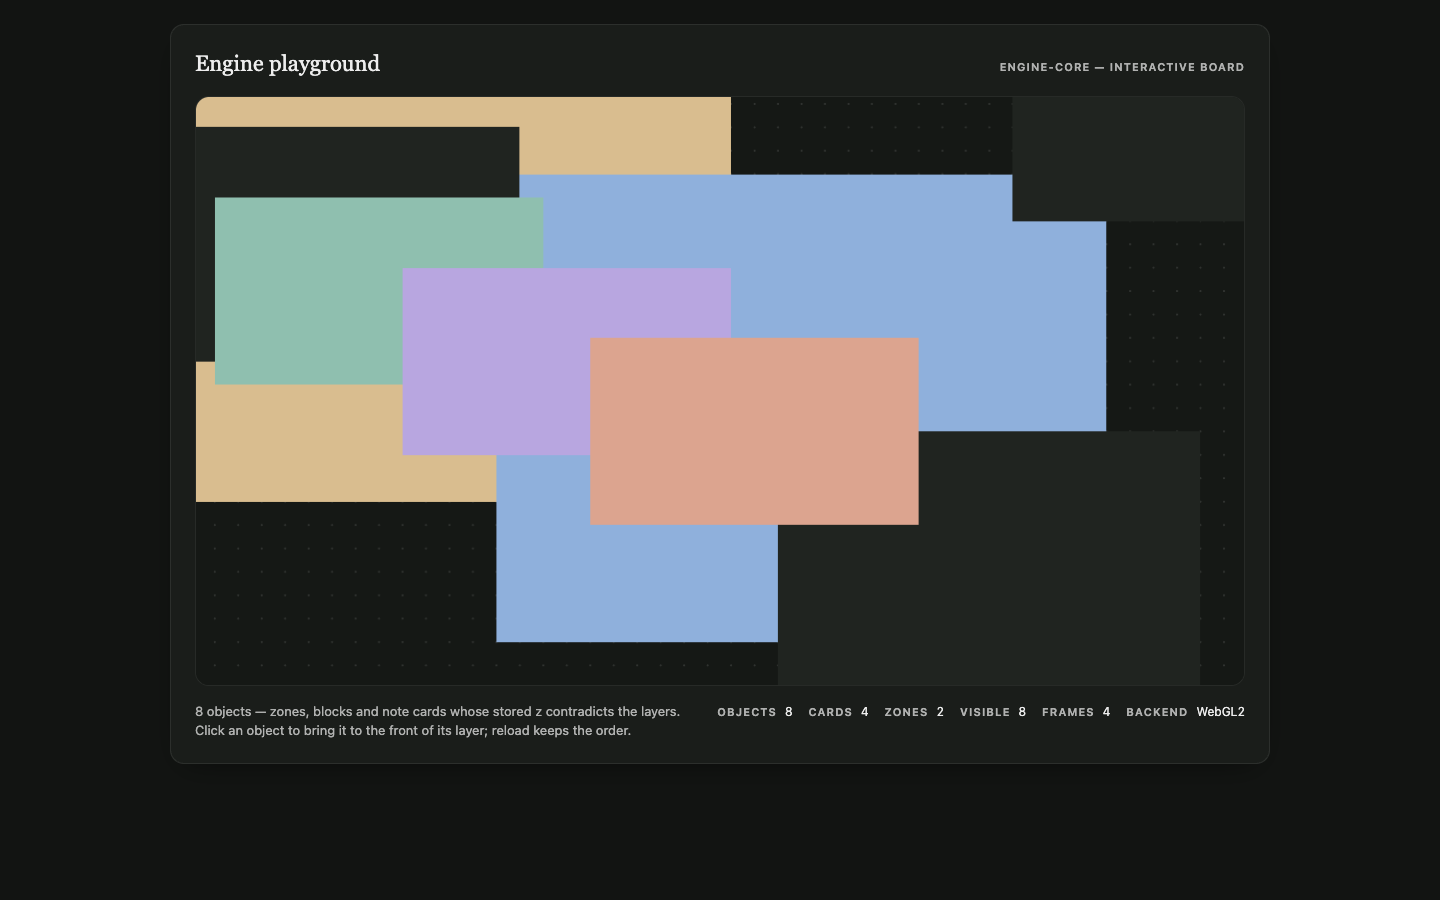 Engine playground
ENGINE-CORE — INTERACTIVE BOARD
8 objects — zones, blocks and note cards whose stored z contradicts the layers.
Click an object to bring it to the front of its layer; reload keeps the order.
OBJECTS 8 CARDS 4 ZONES 2 VISIBLE 8 FRAMES 4 BACKEND WebGL2